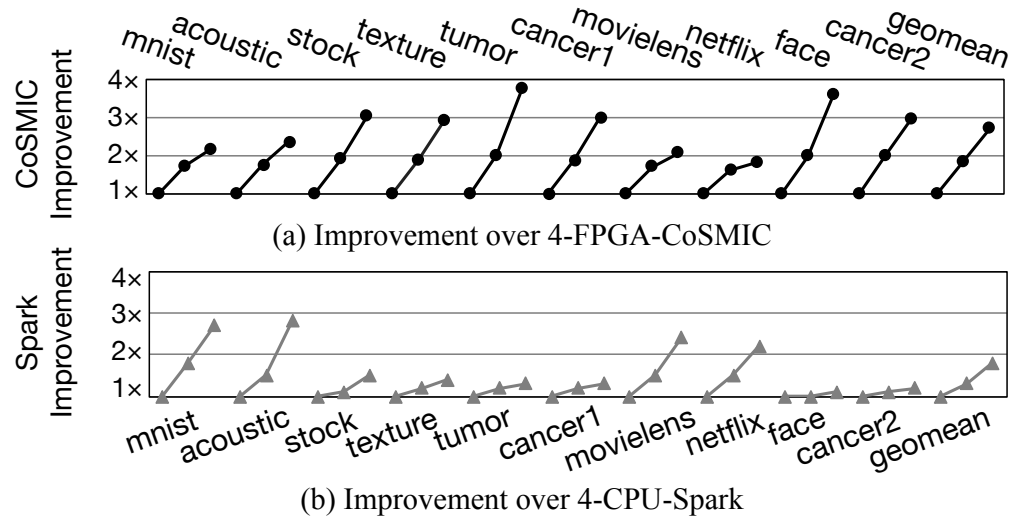 mnist acoustic stock texture tumor cancer1 movielens netflix face cancer2 geomean
CoSMIC
Improvement
4×
3×
2×
1×
(a) Improvement over 4-FPGA-CoSMIC
Spark
Improvement
4×
3×
2×
1×
mnist acoustic stock texture tumor cancer1 movielens netflix face cancer2 geomean
(b) Improvement over 4-CPU-Spark